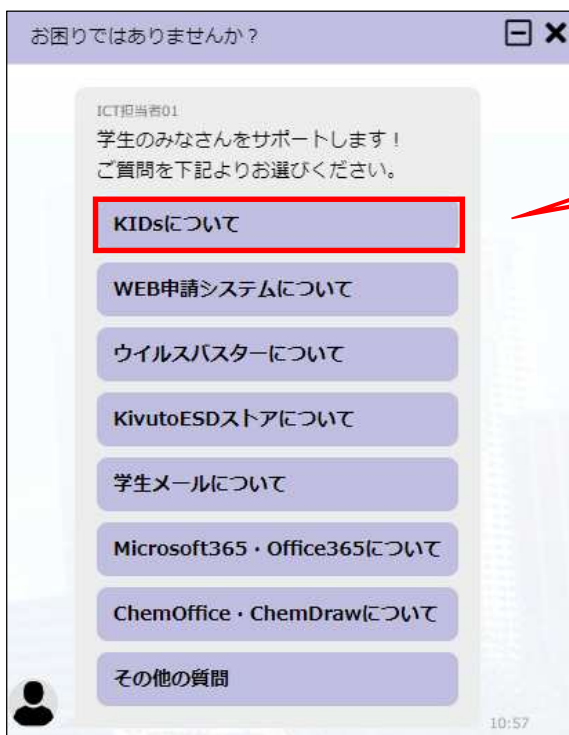 お困りではありませんか？
ICT担当者01
学生のみなさんをサポートします！
ご質問を下記よりお選びください。
KIDsについて
WEB申請システムについて
ウイルスバスターについて
KivutoESDストアについて
学生メールについて
Microsoft365・Office365について
ChemOffice・ChemDrawについて
その他の質問
10:57